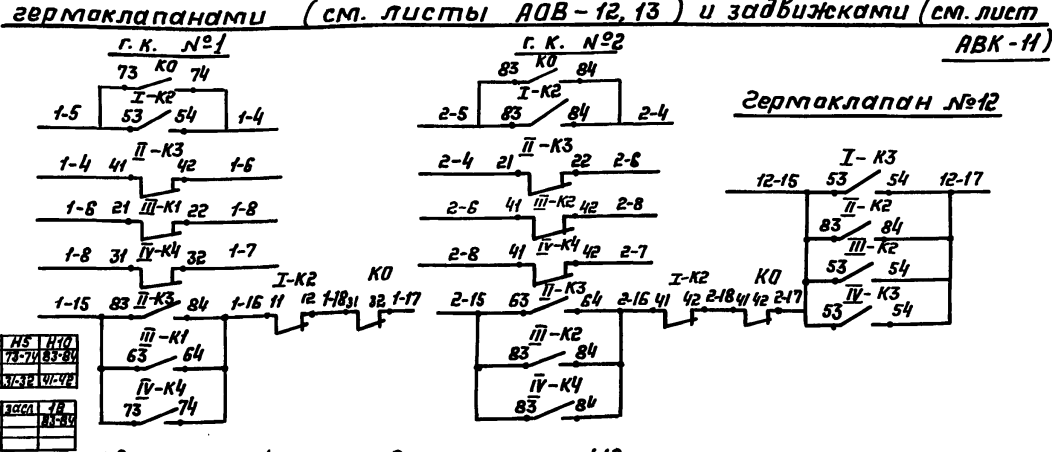 гермоклапанами (см. листы АОВ-12, 13) и задвижками (см. лист
АВК-11)
г. к. №1
73 КО 74
I-К2
1-5 53 54 1-4
II-К3
1-4 41 42 1-6
III-К1
1-6 21 22 1-8
IV-К4
1-8 31 32 1-7
1-15 83 II-К3 84 1-16 11 I-К2 12 1-18 31 КО 32 1-17
III-К1
63 64
IV-К4
73 74
г. к. №2
83 КО 84
I-К2
2-5 83 84 2-4
II-К3
2-4 21 22 2-6
III-К2
2-6 41 42 2-8
IV-К4
2-8 41 42 2-7
2-15 63 II-К3 64 2-16 41 I-К2 42 2-18 41 КО 42 2-17
III-К2
83 84
IV-К4
83 84
Гермоклапан №12
I-К3
12-15 53 54 12-17
II-К2
83 84
III-К2
53 54
IV-К3
53 54
Н5 Н10
73-74 83-84
31-32 41-42
засл 1В
83-84